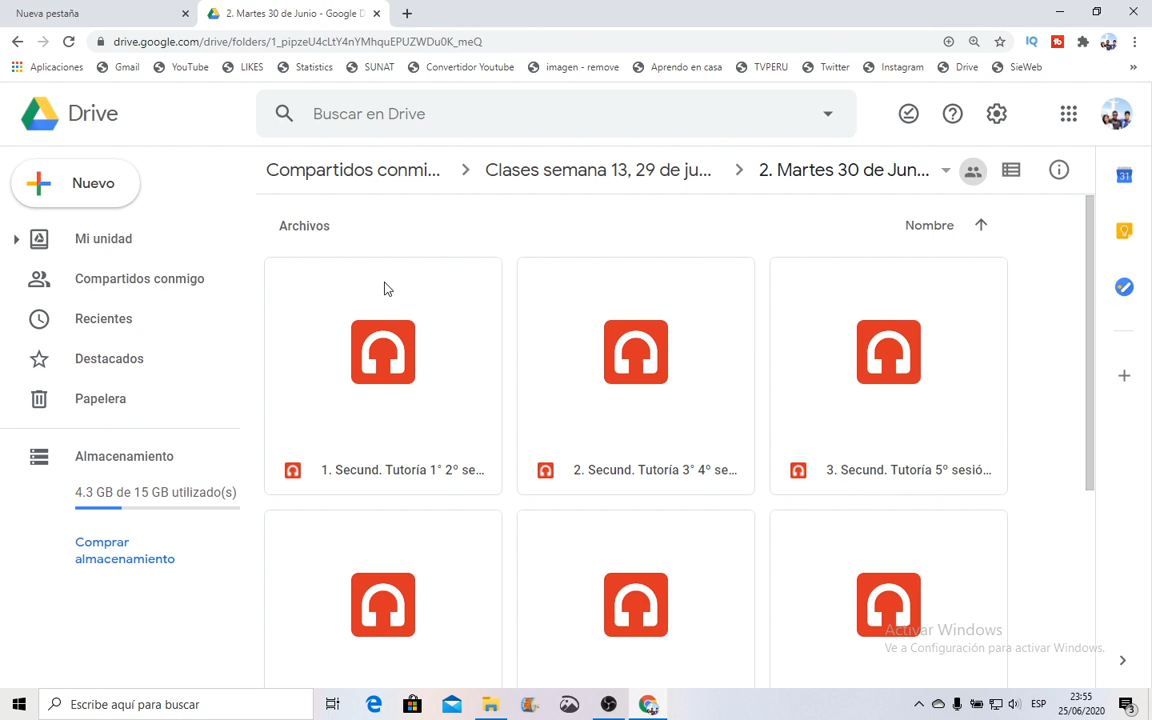 Nueva pestaña
2. Martes 30 de Junio - Google D
drive.google.com/drive/folders/1_pipzeU4cLtY4nYMhquEPUZWDu0K_meQ
Aplicaciones Gmail YouTube LIKES Statistics SUNAT Convertidor Youtube imagen - remove Aprendo en casa TVPERU Twitter Instagram Drive SieWeb
Drive
Buscar en Drive
Nuevo
Compartidos conmi... Clases semana 13, 29 de ju... 2. Martes 30 de Jun...
31
Archivos
Nombre
Mi unidad
Compartidos conmigo
Recientes
Destacados
Papelera
Almacenamiento
4.3 GB de 15 GB utilizado(s)
Comprar
almacenamiento
1. Secund. Tutoría 1° 2º se...
2. Secund. Tutoría 3° 4º se...
3. Secund. Tutoría 5º sesió...
Activar Windows
Ve a Configuración para activar Windows.
Escribe aquí para buscar
ESP
23:55
25/06/2020
3